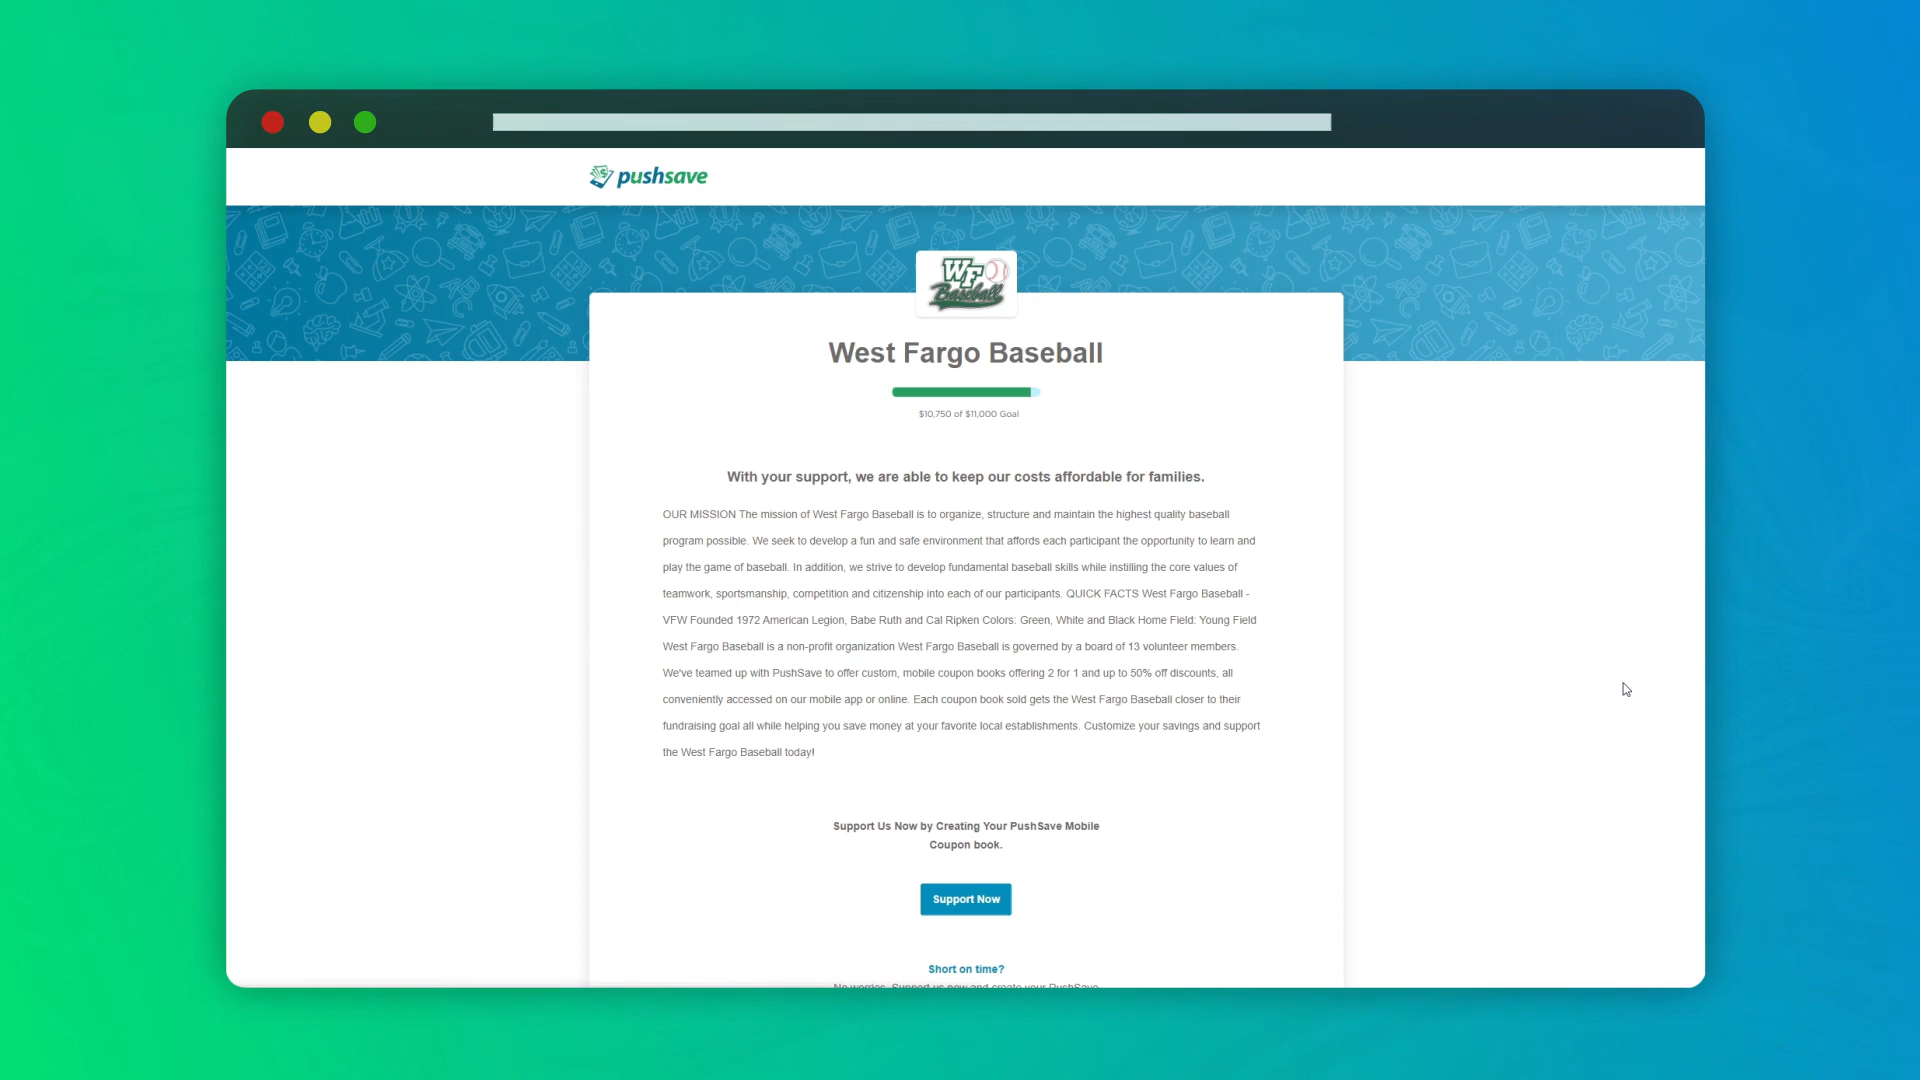 pushsave
WF
Baseball
West Fargo Baseball
$10,750 of $11,000 Goal
With your support, we are able to keep our costs affordable for families.
OUR MISSION The mission of West Fargo Baseball is to organize, structure and maintain the highest quality baseball
program possible. We seek to develop a fun and safe environment that affords each participant the opportunity to learn and
play the game of baseball. In addition, we strive to develop fundamental baseball skills while instilling the core values of
teamwork, sportsmanship, competition and citizenship into each of our participants. QUICK FACTS West Fargo Baseball -
VFW Founded 1972 American Legion, Babe Ruth and Cal Ripken Colors: Green, White and Black Home Field: Young Field
West Fargo Baseball is a non-profit organization West Fargo Baseball is governed by a board of 13 volunteer members.
We've teamed up with PushSave to offer custom, mobile coupon books offering 2 for 1 and up to 50% off discounts, all
conveniently accessed on our mobile app or online. Each coupon book sold gets the West Fargo Baseball closer to their
fundraising goal all while helping you save money at your favorite local establishments. Customize your savings and support
the West Fargo Baseball today!
Support Us Now by Creating Your PushSave Mobile
Coupon book.
Support Now
Short on time?
No worries. Support us now and create your PushSave